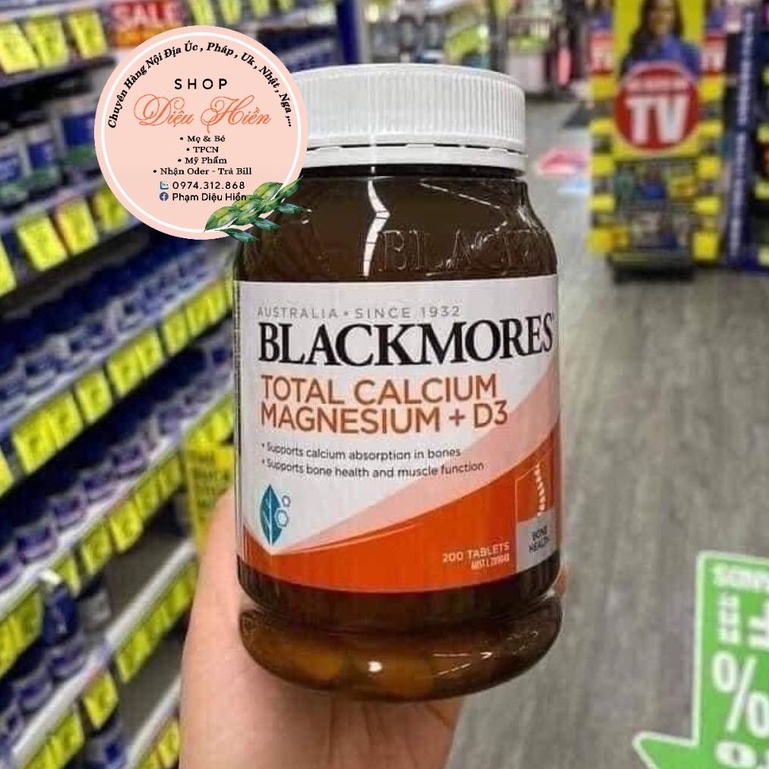 SALE
Chuyên Hàng Nội Địa Úc , Pháp , Uk , Nhật , Nga ,...
SHOP
Diệu Hiền
• Mẹ & Bé
• TPCN
• Mỹ Phẩm
• Nhận Oder - Trả Bill
0974.312.868
Phạm Diệu Hiền
TV
AUSTRALIA • SINCE 1932
BLACKMORES
TOTAL CALCIUM
MAGNESIUM + D3
• Supports calcium absorption in bones
• Supports bone health and muscle function
BONE
HEALTH
200 TABLETS
%